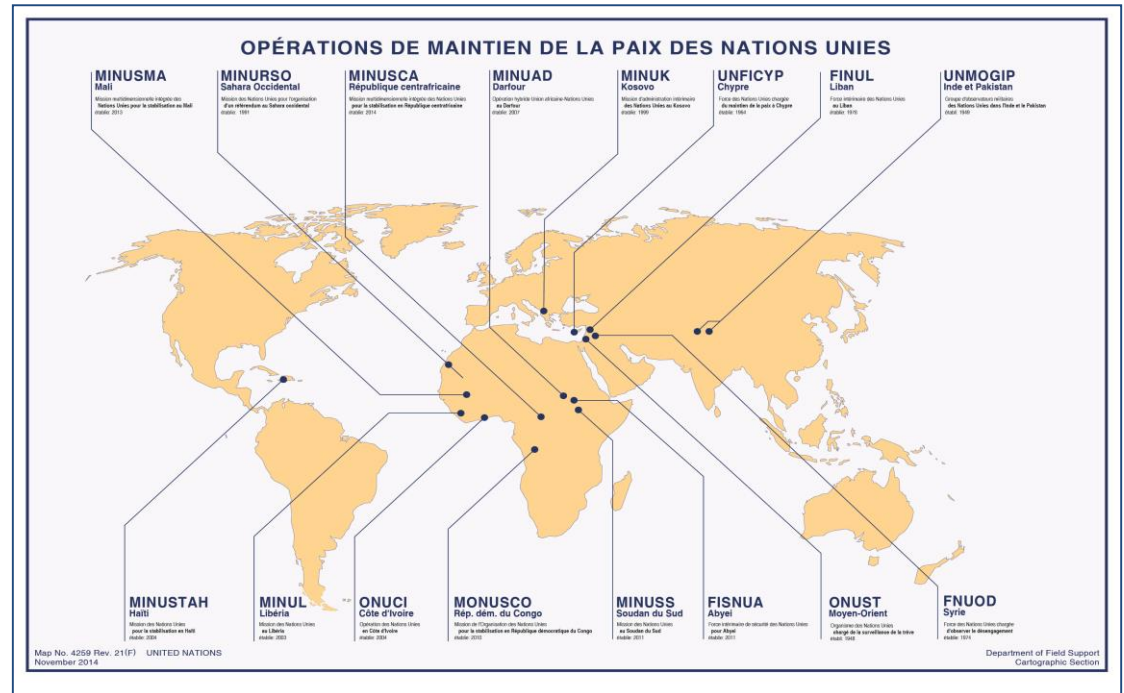 OPÉRATIONS DE MAINTIEN DE LA PAIX DES NATIONS UNIES
MINUSMA
Mali
Mission multidimensionnelle intégrée des
Nations Unies pour la stabilisation au Mali
établie: 2013
MINURSO
Sahara Occidental
Mission des Nations Unies pour l'organisation
d'un référendum au Sahara occidental
établie: 1991
MINUSCA
République centrafricaine
Mission multidimensionnelle intégrée des Nations Unies
pour la stabilisation en République centrafricaine
établie: 2014
MINUAD
Darfour
Opération hybride Union africaine-Nations Unies
au Darfour
établie: 2007
MINUK
Kosovo
Mission d'administration intérimaire
des Nations Unies au Kosovo
établie: 1999
UNFICYP
Chypre
Force des Nations Unies chargée
du maintien de la paix à Chypre
établie: 1964
FINUL
Liban
Force intérimaire des Nations Unies
au Liban
établie: 1978
UNMOGIP
Inde et Pakistan
Groupe d'observateurs militaires
des Nations Unies dans l'Inde et le Pakistan
établi: 1949
MINUSTAH
Haïti
Mission des Nations Unies
pour la stabilisation en Haïti
établie: 2004
MINUL
Libéria
Mission des Nations Unies
au Libéria
établie: 2003
ONUCI
Côte d'Ivoire
Opération des Nations Unies
en Côte d'Ivoire
établie: 2004
MONUSCO
Rép. dém. du Congo
Mission de l'Organisation des Nations Unies
pour la stabilisation en République démocratique du Congo
établie: 2010
MINUSS
Soudan du Sud
Mission des Nations Unies
au Soudan du Sud
établie: 2011
FISNUA
Abyei
Force intérimaire de sécurité des Nations Unies
pour Abyei
établie: 2011
ONUST
Moyen-Orient
Organisme des Nations Unies
chargé de la surveillance de la trêve
établi: 1948
FNUOD
Syrie
Force des Nations Unies chargée
d'observer le désengagement
établie: 1974
Map No. 4259 Rev. 21(F) UNITED NATIONS
November 2014
Department of Field Support
Cartographic Section